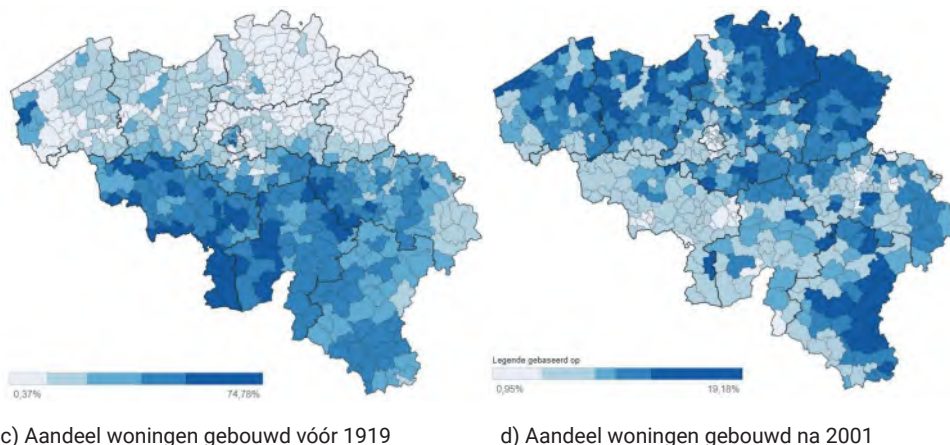 Legende gebaseerd op
0,37% 74,78%
0,95% 19,18%
c) Aandeel woningen gebouwd vóór 1919
d) Aandeel woningen gebouwd na 2001